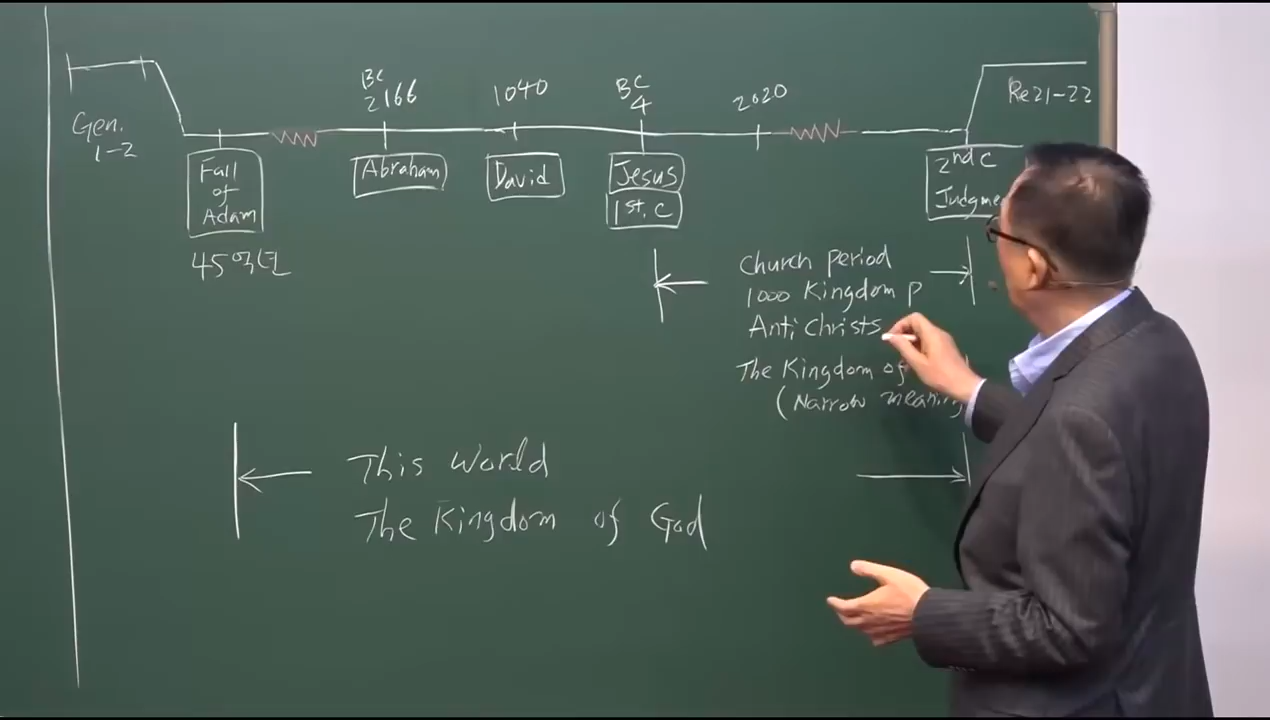 Gen.
1-2
BC
2166
1040
BC
4
2020
Re21-22
Fall
of
Adam
45억년
Abraham
David
Jesus
1st. C
2nd C
Judgme
Church period
1000 Kingdom p
Anti Christs
The Kingdom of
(Narrow meaning
This World
The Kingdom of God